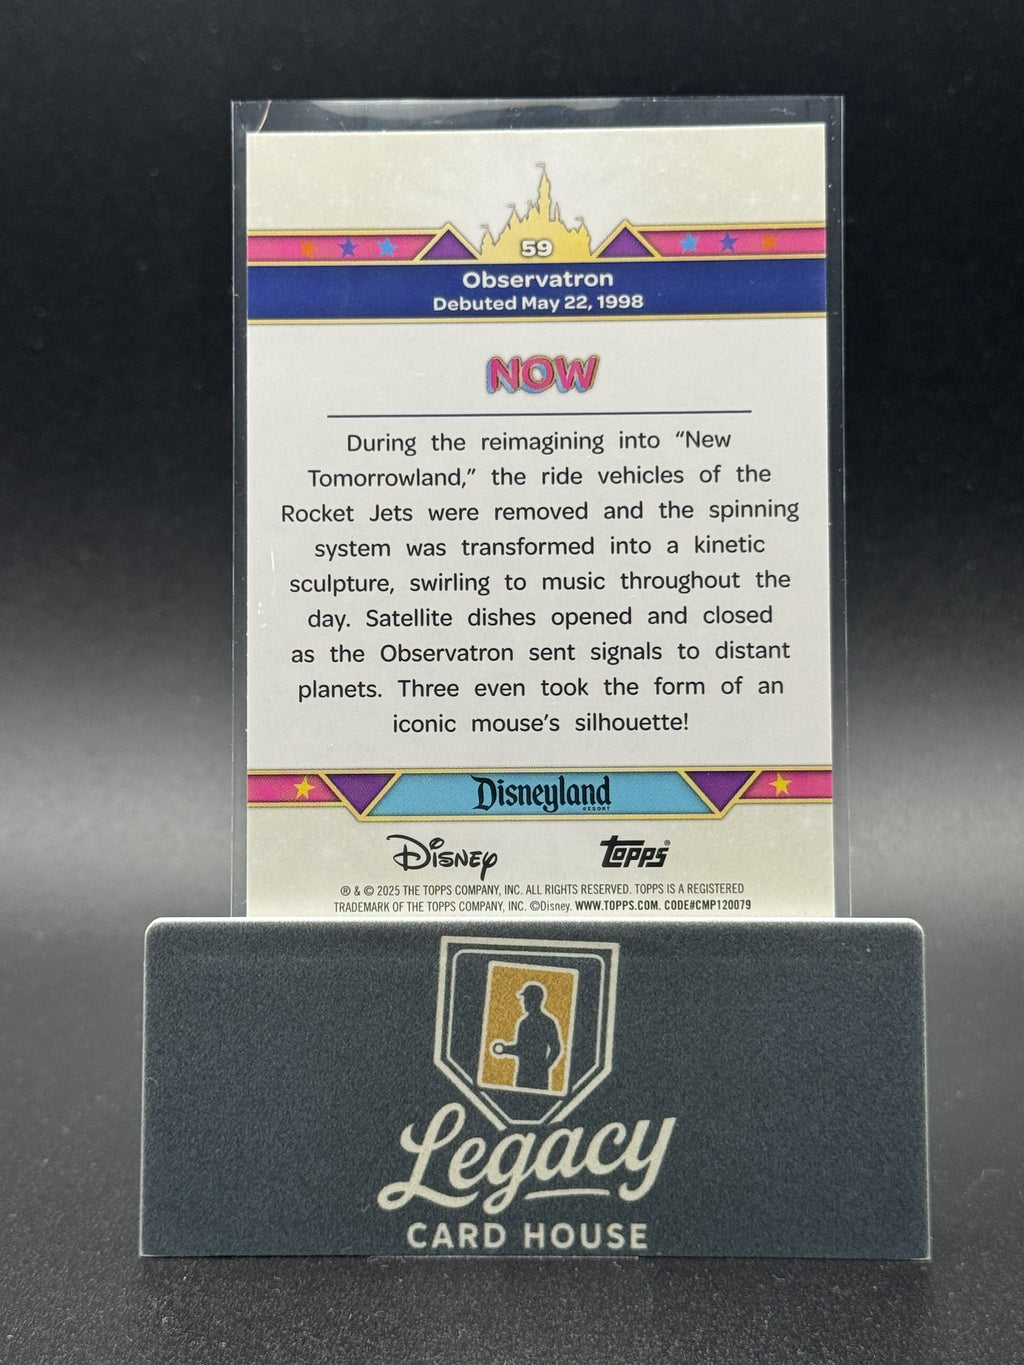 59
Observatron
Debuted May 22, 1998
NOW
During the reimagining into “New
Tomorrowland,” the ride vehicles of the
Rocket Jets were removed and the spinning
system was transformed into a kinetic
sculpture, swirling to music throughout the
day. Satellite dishes opened and closed
as the Observatron sent signals to distant
planets. Three even took the form of an
iconic mouse’s silhouette!
Disneyland
RESORT
Disney topps®
® & © 2025 THE TOPPS COMPANY, INC. ALL RIGHTS RESERVED. TOPPS IS A REGISTERED
TRADEMARK OF THE TOPPS COMPANY, INC. ©Disney. WWW.TOPPS.COM. CODE#CMP120079
Legacy
CARD HOUSE